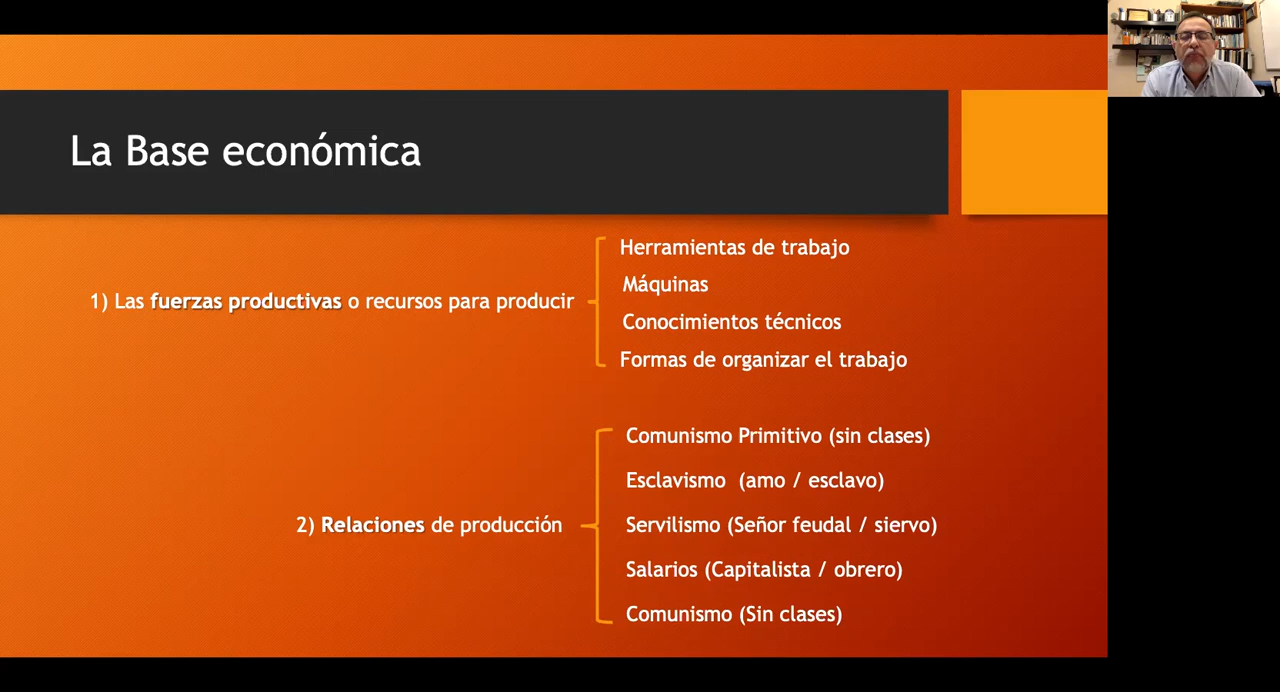 La Base económica
1) Las fuerzas productivas o recursos para producir
Herramientas de trabajo
Máquinas
Conocimientos técnicos
Formas de organizar el trabajo
2) Relaciones de producción
Comunismo Primitivo (sin clases)
Esclavismo (amo / esclavo)
Servilismo (Señor feudal / siervo)
Salarios (Capitalista / obrero)
Comunismo (Sin clases)